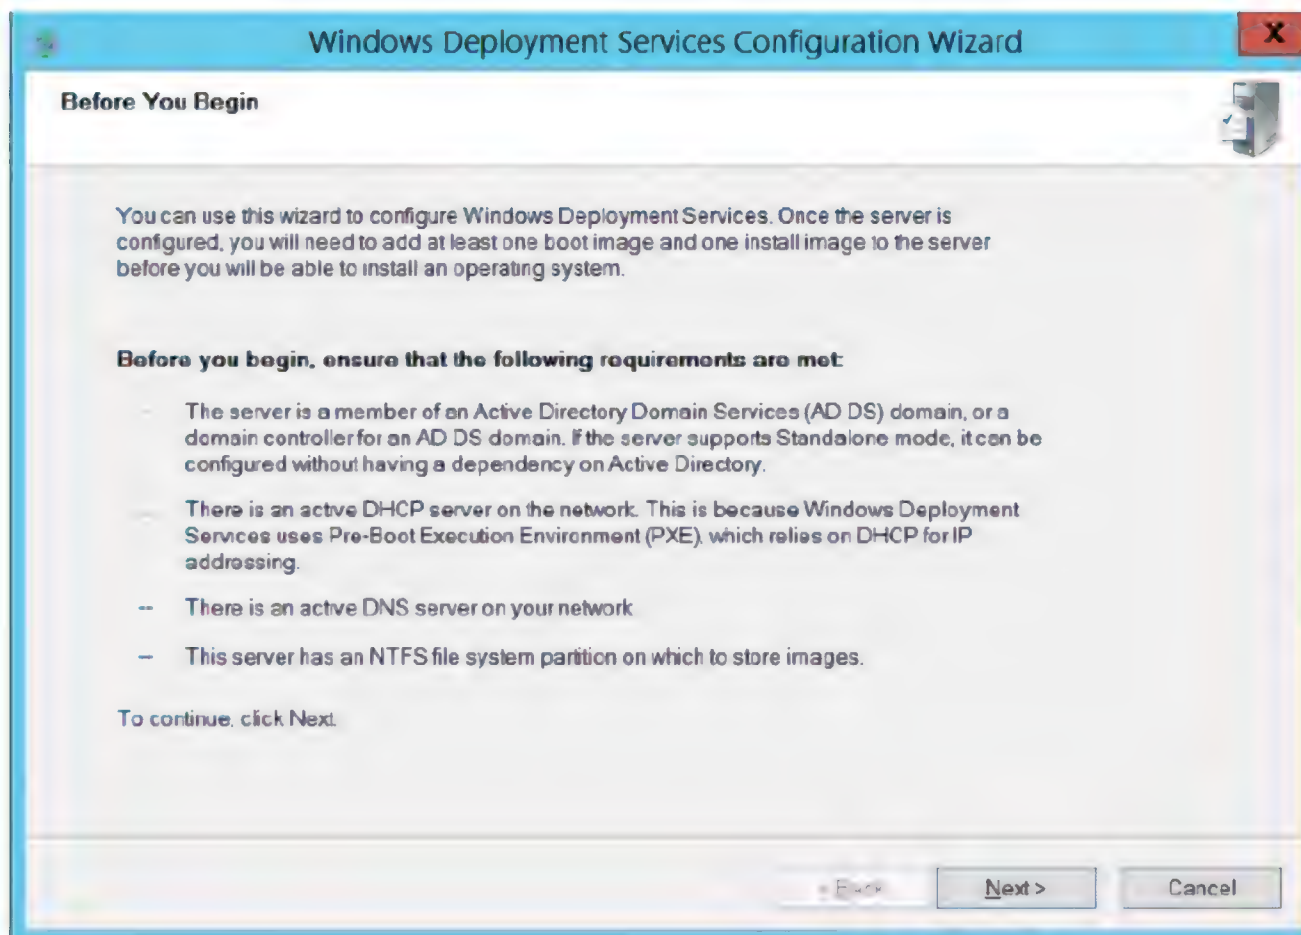 Windows Deployment Services Configuration Wizard
X
Before You Begin
You can use this wizard to configure Windows Deployment Services. Once the server is
configured, you will need to add at least one boot image and one install image to the server
before you will be able to install an operating system.
Before you begin, ensure that the following requirements are met:
The server is a member of an Active Directory Domain Services (AD DS) domain, or a
domain controller for an AD DS domain. If the server supports Standalone mode, it can be
configured without having a dependency on Active Directory.
There is an active DHCP server on the network. This is because Windows Deployment
Services uses Pre-Boot Execution Environment (PXE), which relies on DHCP for IP
addressing.
-- There is an active DNS server on your network
-- This server has an NTFS file system partition on which to store images.
To continue, click Next.
< Back
Next >
Cancel